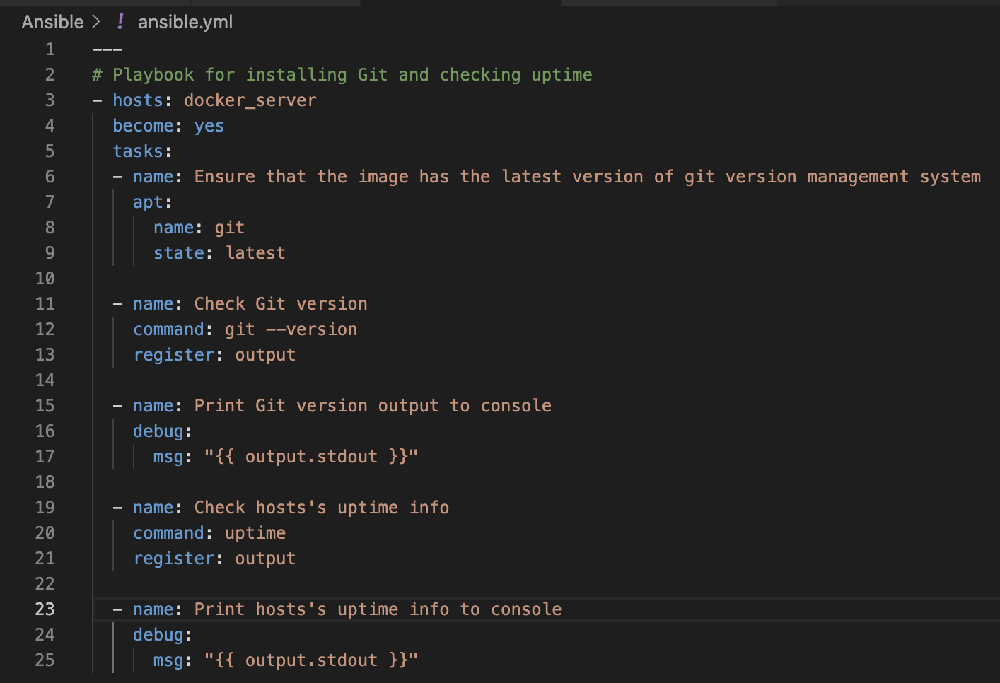 Ansible > ! ansible.yml
1 ---
2 # Playbook for installing Git and checking uptime
3 - hosts: docker_server
4   become: yes
5   tasks:
6   - name: Ensure that the image has the latest version of git version management system
7     apt:
8       name: git
9       state: latest
10
11   - name: Check Git version
12     command: git --version
13     register: output
14
15   - name: Print Git version output to console
16     debug:
17       msg: "{{ output.stdout }}"
18
19   - name: Check hosts's uptime info
20     command: uptime
21     register: output
22
23   - name: Print hosts's uptime info to console
24     debug:
25       msg: "{{ output.stdout }}"